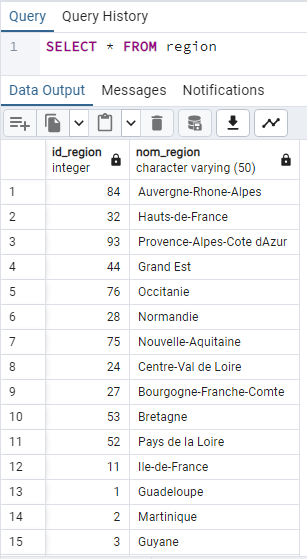 Query Query History
1 SELECT * FROM region
Data Output Messages Notifications
id_region nom_region
integer character varying (50)
1 84 Auvergne-Rhone-Alpes
2 32 Hauts-de-France
3 93 Provence-Alpes-Cote dAzur
4 44 Grand Est
5 76 Occitanie
6 28 Normandie
7 75 Nouvelle-Aquitaine
8 24 Centre-Val de Loire
9 27 Bourgogne-Franche-Comte
10 53 Bretagne
11 52 Pays de la Loire
12 11 Ile-de-France
13 1 Guadeloupe
14 2 Martinique
15 3 Guyane